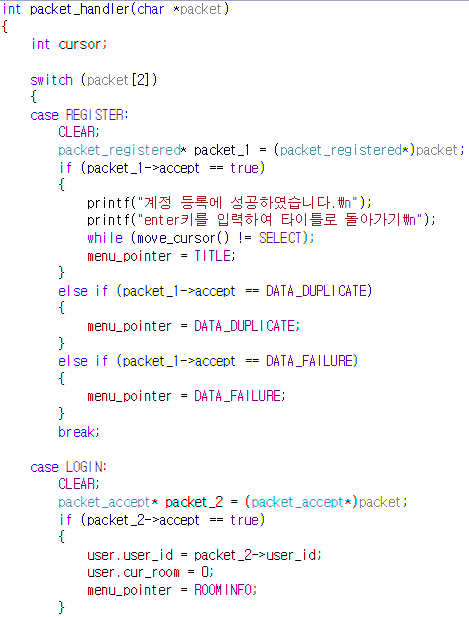 int packet_handler(char *packet)
{
    int cursor;

    switch (packet[2])
    {
    case REGISTER:
        CLEAR;
        packet_registered* packet_1 = (packet_registered*)packet;
        if (packet_1->accept == true)
        {
            printf("계정 등록에 성공하였습니다.₩n");
            printf("enter키를 입력하여 타이틀로 돌아가기₩n");
            while (move_cursor() != SELECT);
            menu_pointer = TITLE;
        }
        else if (packet_1->accept == DATA_DUPLICATE)
        {
            menu_pointer = DATA_DUPLICATE;
        }
        else if (packet_1->accept == DATA_FAILURE)
        {
            menu_pointer = DATA_FAILURE;
        }
        break;

    case LOGIN:
        CLEAR;
        packet_accept* packet_2 = (packet_accept*)packet;
        if (packet_2->accept == true)
        {
            user.user_id = packet_2->user_id;
            user.cur_room = 0;
            menu_pointer = ROOMINFO;
        }